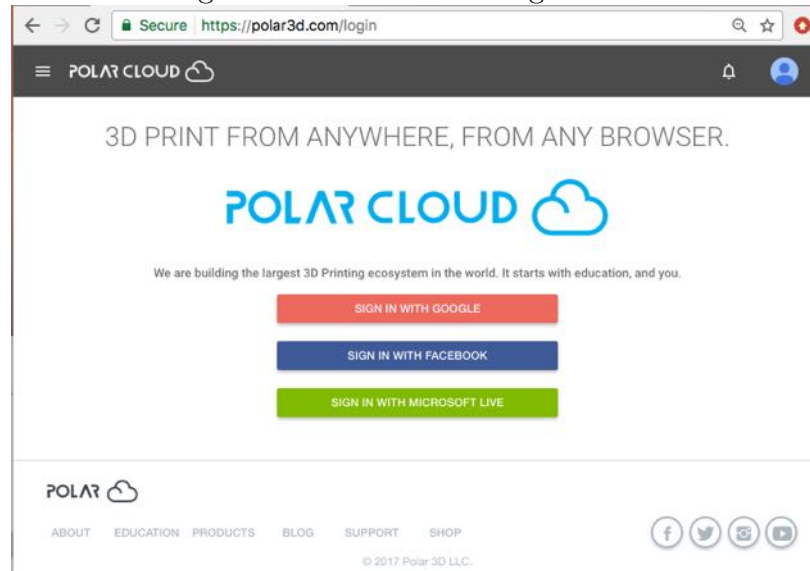 Secure https://polar3d.com/login
POLAR CLOUD
3D PRINT FROM ANYWHERE, FROM ANY BROWSER.
POLAR CLOUD
We are building the largest 3D Printing ecosystem in the world. It starts with education, and you.
SIGN IN WITH GOOGLE
SIGN IN WITH FACEBOOK
SIGN IN WITH MICROSOFT LIVE
POLAR
ABOUT EDUCATION PRODUCTS BLOG SUPPORT SHOP
© 2017 Polar 3D LLC.